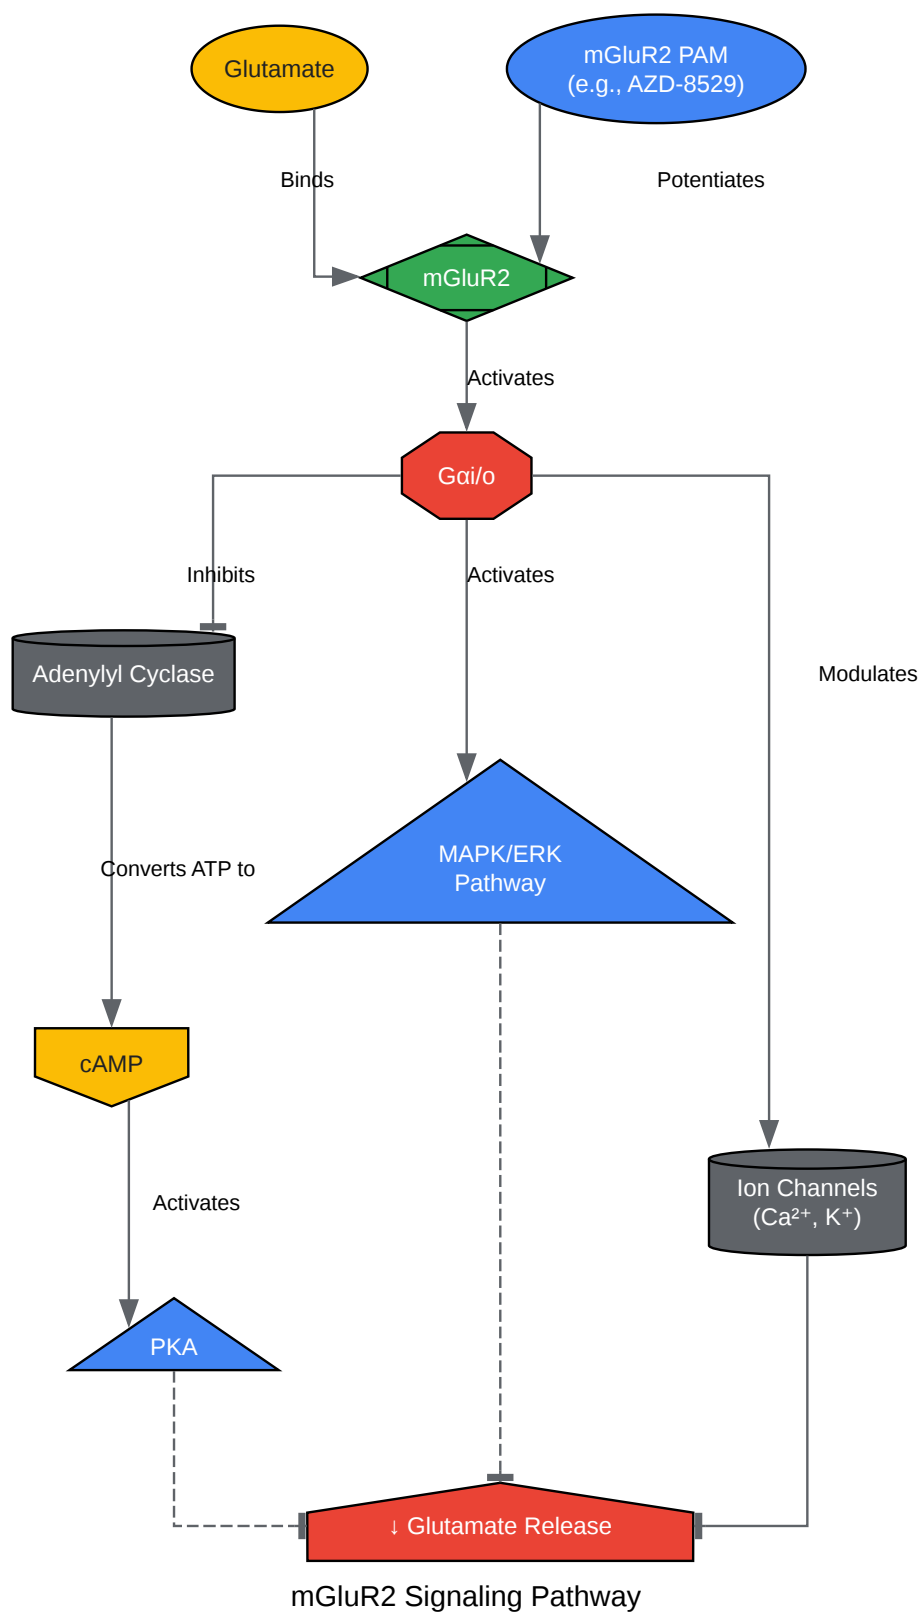 Glutamate
mGluR2 PAM
(e.g., AZD-8529)
Binds
Potentiates
mGluR2
Activates
Gαi/o
Inhibits
Activates
Adenylyl Cyclase
Modulates
MAPK/ERK
Pathway
Converts ATP to
cAMP
Activates
Ion Channels
(Ca²⁺, K⁺)
PKA
↓ Glutamate Release
mGluR2 Signaling Pathway